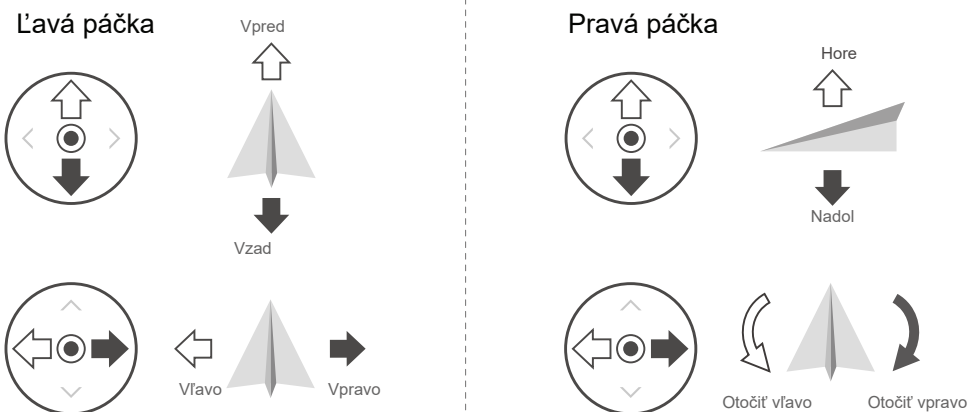 Ľavá páčka
Vpred
Vzad
Vľavo
Vpravo
Pravá páčka
Hore
Nadol
Otočiť vľavo
Otočiť vpravo